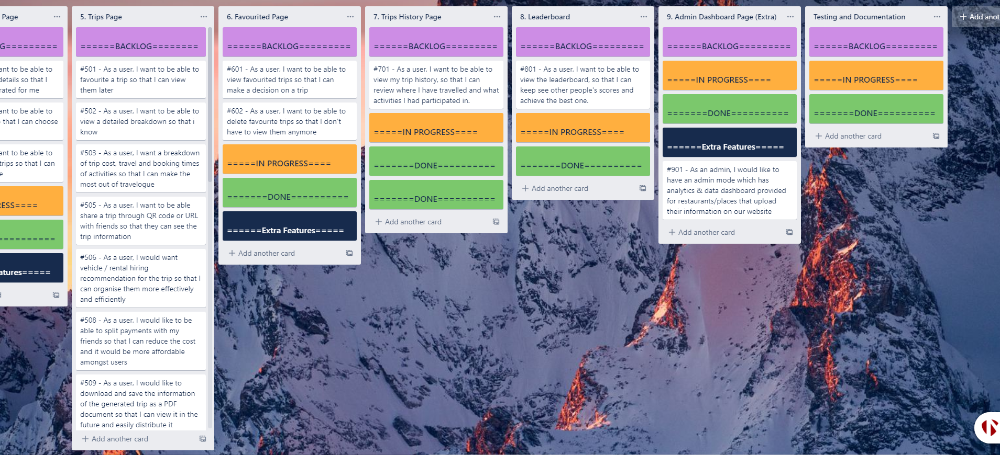 Page
G=========
ant to be able to
details so that I
rated for me
ant to be able to
that I can choose
ant to be able to
trips so that I can
e
ESS====
==========
atures=====
d
5. Trips Page
======BACKLOG========
#501 - As a user, I want to be able to
favourite a trip so that I can view
them later
#502 - As a user, I want to be able to
view a detailed breakdown so that i
know
#503 - As a user, I want a breakdown
of trip cost, travel and booking times
of activities so that I can make the
most out of travelogue
#505 - As a user, I want to be able
share a trip through QR code or URL
with friends so that they can see the
trip information
#506 - As a user, I would want
vehicle / rental hiring
recommendation for the trip so that I
can organise them more effectively
and efficiently
#508 - As a user, I would like to be
able to split payments with my
friends so that I can reduce the cost
and it would be more affordable
amongst users
#509 - As a user, I would like to
download and save the information
of the generated trip as a PDF
document so that I can view it in the
future and easily distribute it
+ Add another card
6. Favourited Page
======BACKLOG=========
#601 - As a user, I want to be able to
view favourited trips so that I can
make a decision on a trip
#602 - As a user, I want to be able to
delete favourite trips so that I don't
have to view them anymore
=====IN PROGRESS====
=======DONE==========
======Extra Features=====
+ Add another card
7. Trips History Page
======BACKLOG=========
#701 - As a user, I want to be able to
view my trip history, so that I can
review where I have travelled and what
activities I had participated in.
=====IN PROGRESS====
=======DONE==========
=======DONE==========
+ Add another card
8. Leaderboard
======BACKLOG=========
#801 - As a user, I want to be able to
view the leaderboard, so that I can
keep see other people's scores and
achieve the best one.
=====IN PROGRESS====
=======DONE==========
+ Add another card
9. Admin Dashboard Page (Extra)
======BACKLOG=========
=====IN PROGRESS====
=======DONE==========
======Extra Features=====
#901 - As an admin, I would like to
have an admin mode which has
analytics & data dashboard provided
for restaurants/places that upload
their information on our website
+ Add another card
Testing and Documentation
======BACKLOG=========
=====IN PROGRESS====
=======DONE==========
+ Add another card
+ Add anot